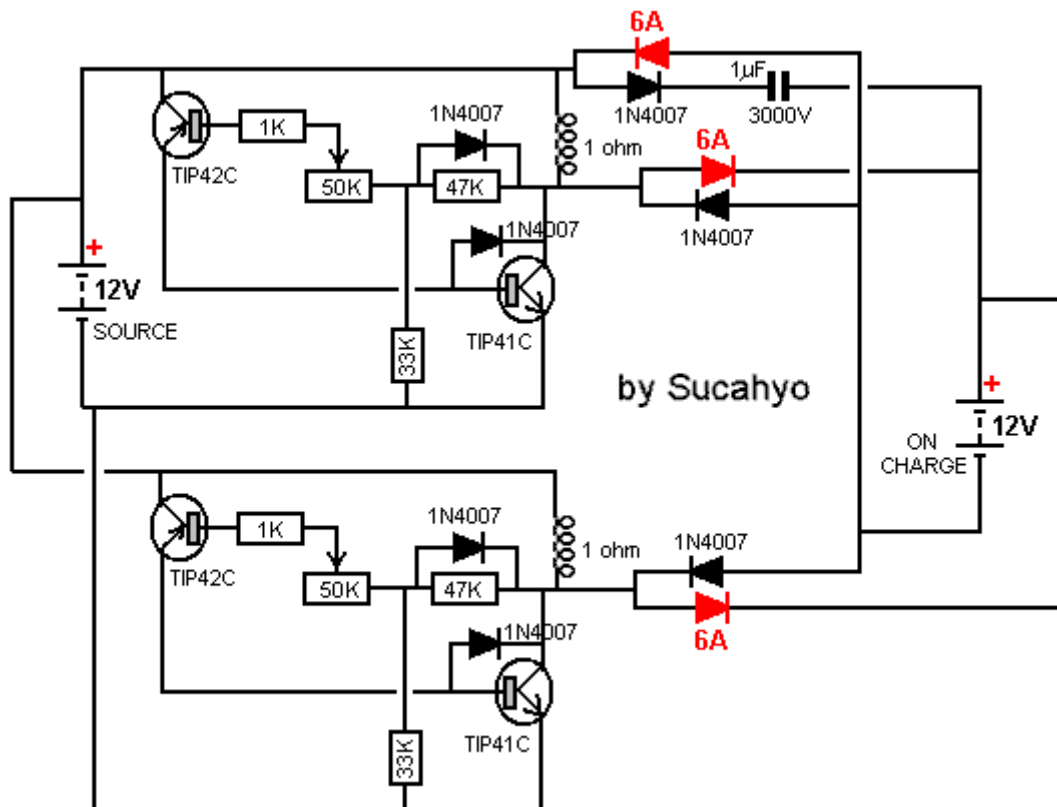 6A
1µF
1N4007
1N4007
3000V
1K
1 ohm
6A
TIP42C
50K
47K
1N4007
1N4007
+
12V
SOURCE
TIP41C
33K
by Sucahyo
+
12V
ON
CHARGE
1N4007
1K
1 ohm
1N4007
TIP42C
50K
47K
1N4007
6A
TIP41C
33K